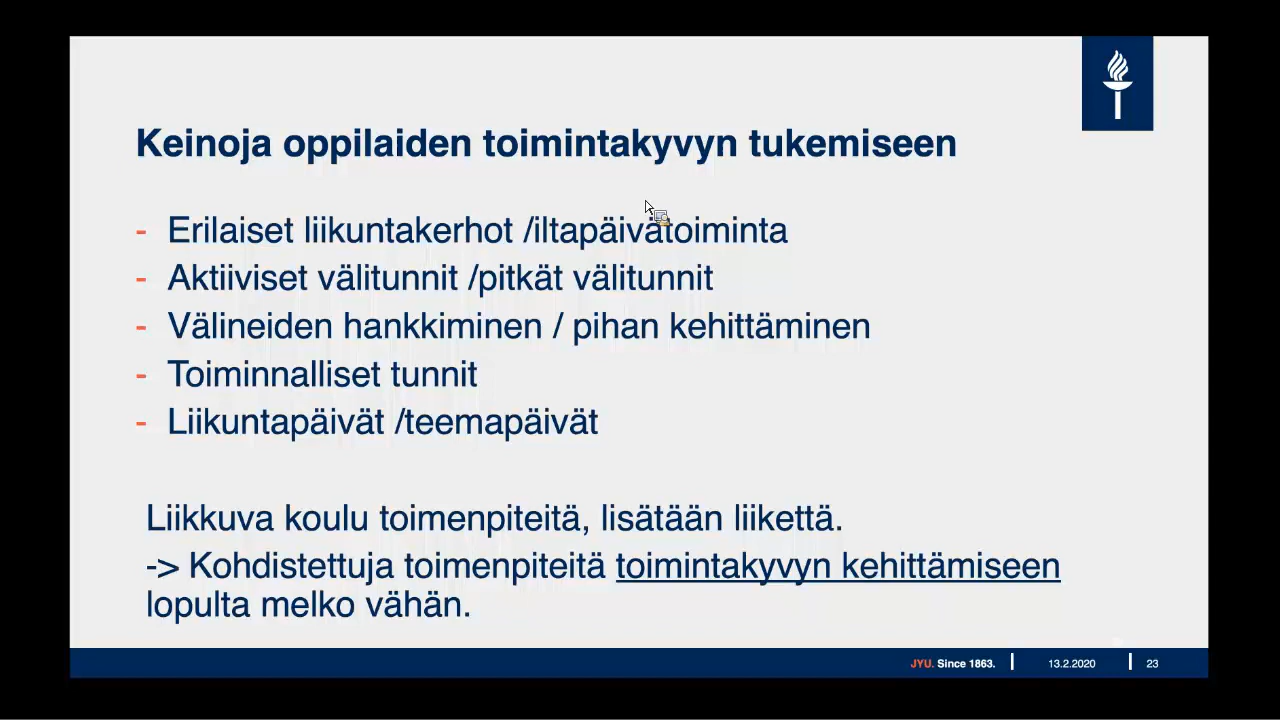 Keinoja oppilaiden toimintakyvyn tukemiseen
- Erilaiset liikuntakerhot /iltapäivätoiminta
- Aktiiviset välitunnit /pitkät välitunnit
- Välineiden hankkiminen / pihan kehittäminen
- Toiminnalliset tunnit
- Liikuntapäivät /teemapäivät
Liikkuva koulu toimenpiteitä, lisätään liikettä.
-> Kohdistettuja toimenpiteitä toimintakyvyn kehittämiseen
lopulta melko vähän.
JYU. Since 1863. 13.2.2020 23